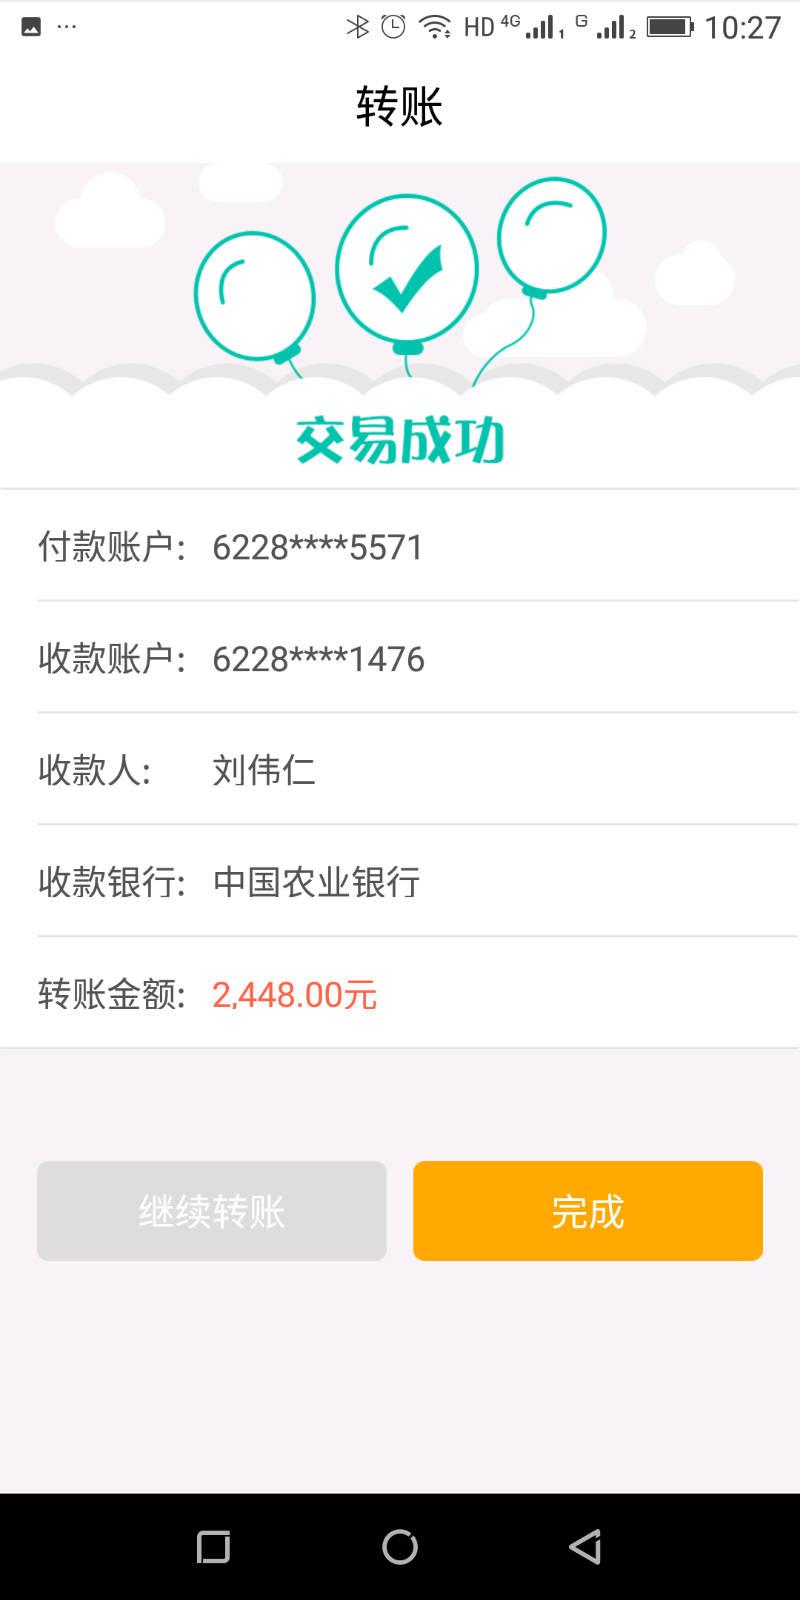 ··· HD 4G 1 G 2 10:27
转账
交易成功
付款账户: 6228****5571
收款账户: 6228****1476
收款人: 刘伟仁
收款银行: 中国农业银行
转账金额: 2,448.00元
继续转账 完成